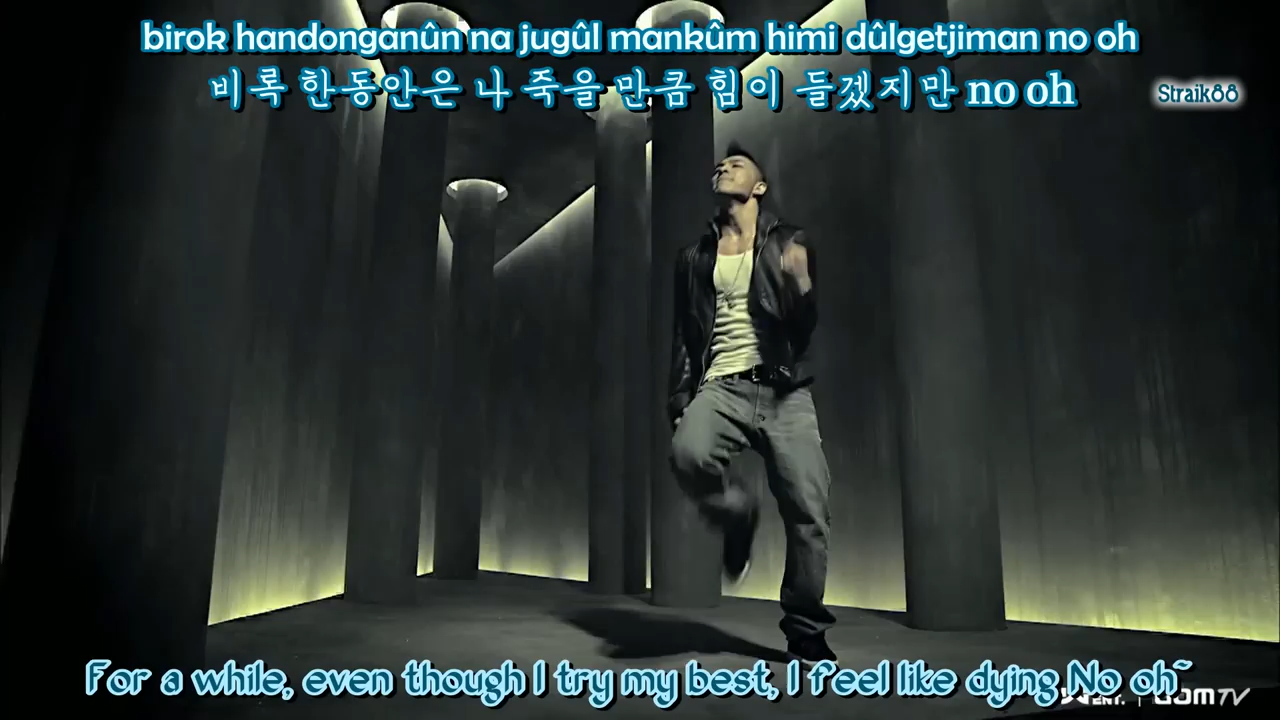 birok handonganûn na jugûl mankûm himi dûlgetjiman no oh
비록 한동안은 나 죽을 만큼 힘이 들겠지만 no oh
Straik88
For a while, even though I try my best, I feel like dying No oh~
ENT. | GOMTV